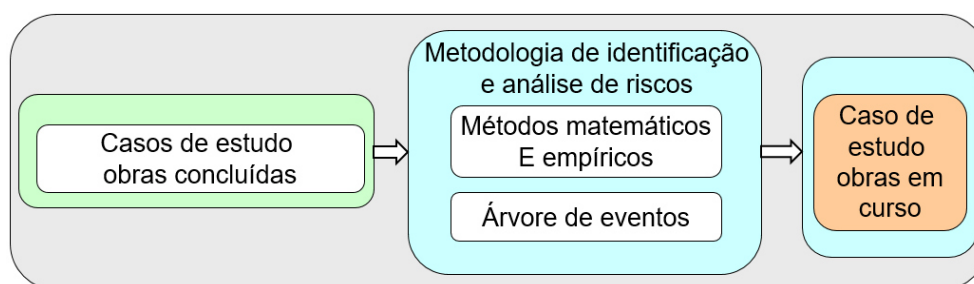 Casos de estudo
obras concluídas
Metodologia de identificação
e análise de riscos
Métodos matemáticos
E empíricos
Árvore de eventos
Caso de
estudo
obras em
curso